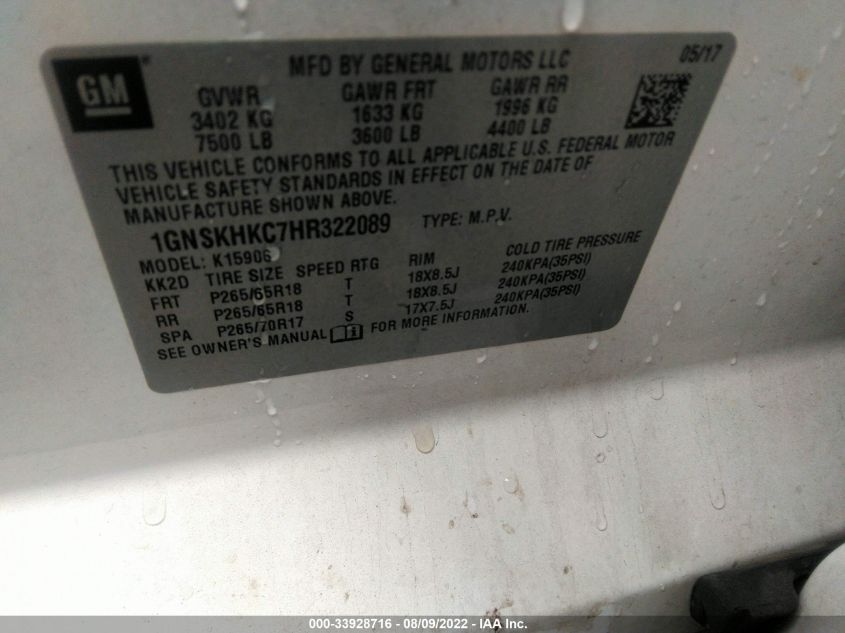 GM
MFD BY GENERAL MOTORS LLC 05/17
GVWR GAWR FRT GAWR RR
3402 KG 1633 KG 1996 KG
7500 LB 3600 LB 4400 LB
THIS VEHICLE CONFORMS TO ALL APPLICABLE U.S. FEDERAL MOTOR
VEHICLE SAFETY STANDARDS IN EFFECT ON THE DATE OF
MANUFACTURE SHOWN ABOVE.
1GNSKHKC7HR322089 TYPE: M.P.V.
MODEL: K15906
KK2D TIRE SIZE SPEED RTG RIM COLD TIRE PRESSURE
FRT P265/65R18 T 18X8.5J 240KPA(35PSI)
RR P265/65R18 T 18X8.5J 240KPA(35PSI)
SPA P265/70R17 S 17X7.5J 240KPA(35PSI)
SEE OWNER'S MANUAL FOR MORE INFORMATION.
000-33928716 - 08/09/2022 - IAA Inc.